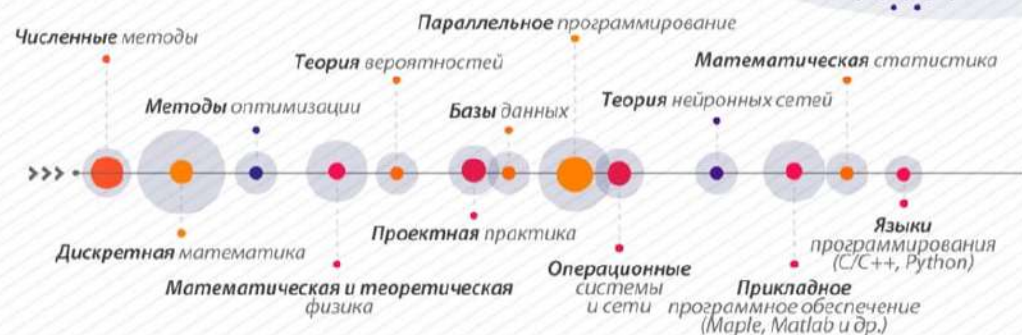 Численные методы
Дискретная математика
Методы оптимизации
Математическая и теоретическая
физика
Теория вероятностей
Проектная практика
Базы данных
Параллельное программирование
Операционные
системы
и сети
Теория нейронных сетей
Прикладное
программное обеспечение
(Maple, Matlab и др.)
Математическая статистика
Языки
программирования
(C/C++, Python)